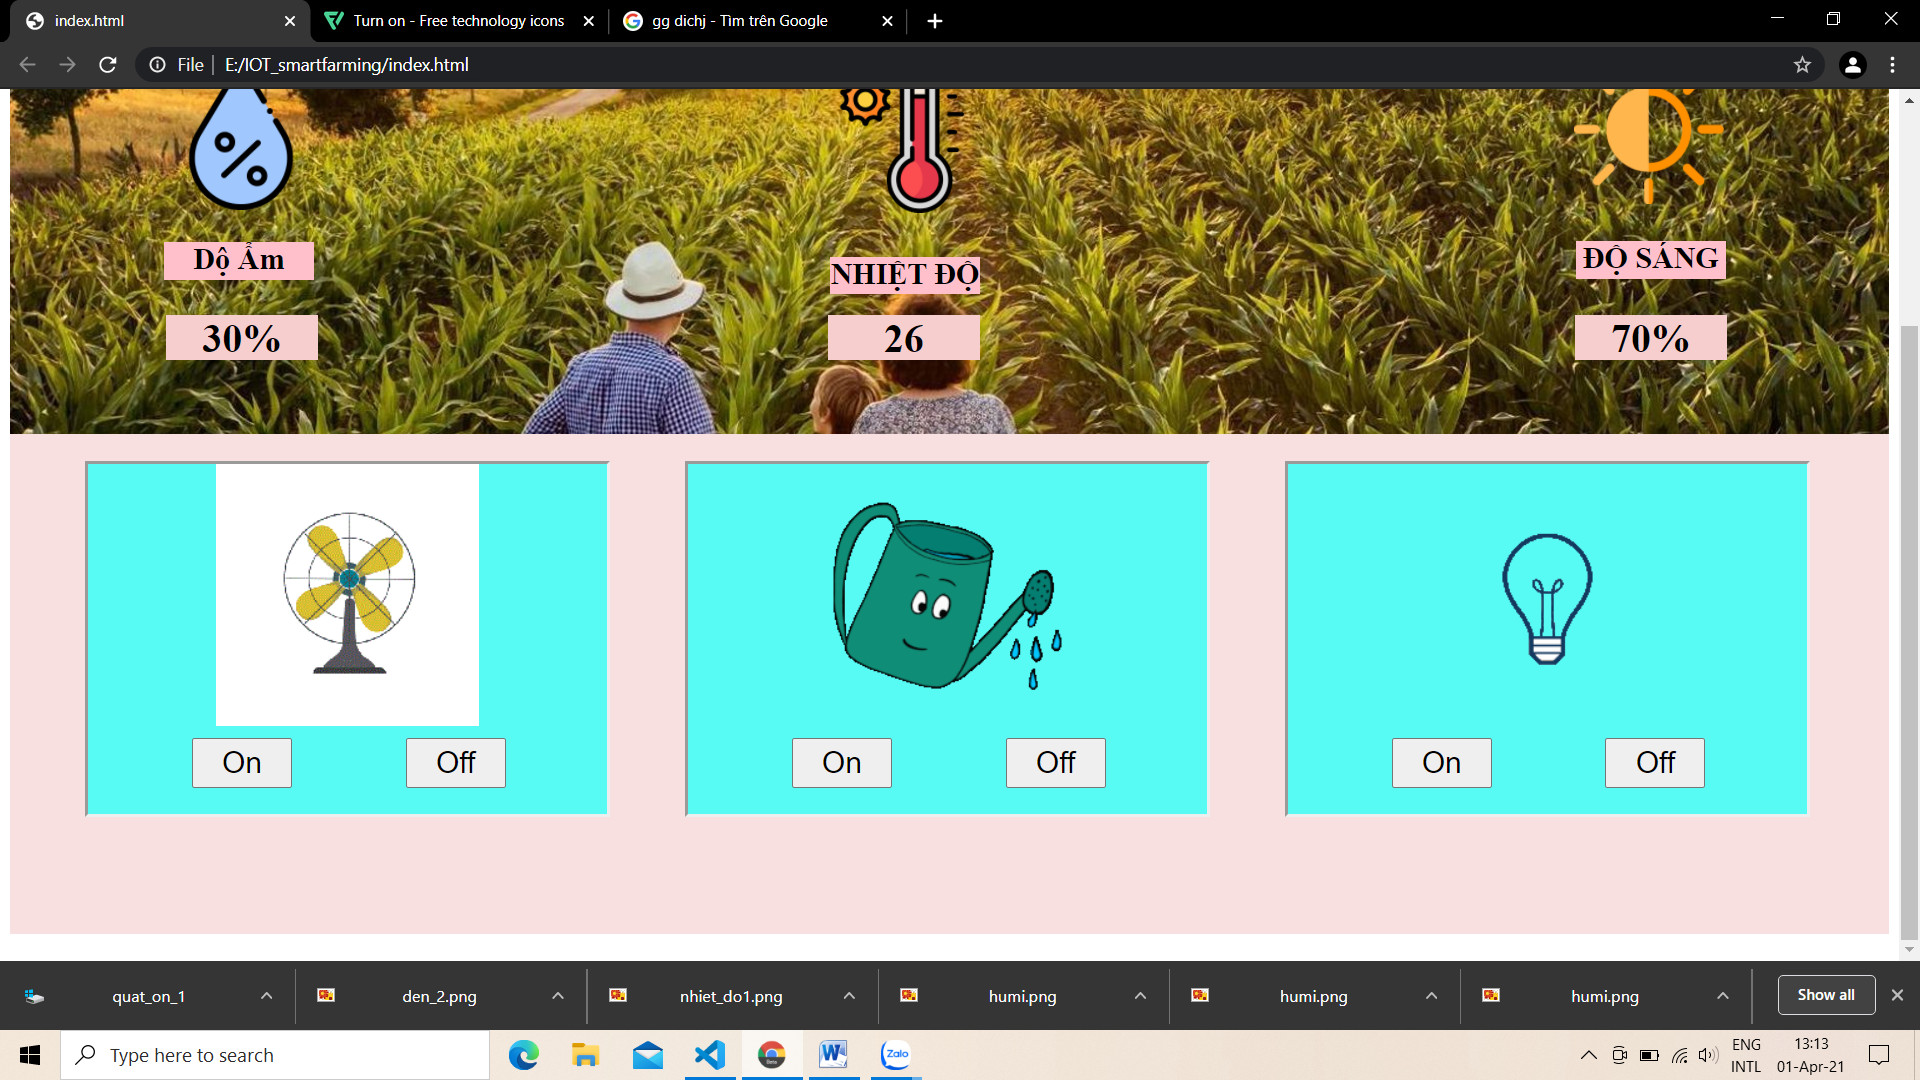 index.html
Turn on - Free technology icons
gg dichj - Tìm trên Google
File
E:/IOT_smartfarming/index.html
%
Dộ Ẩm
NHIỆT ĐỘ
ĐỘ SÁNG
30%
26
70%
On
Off
On
Off
On
Off
quat_on_1
den_2.png
nhiet_do1.png
humi.png
humi.png
humi.png
Show all
Type here to search
Beta
W
Zalo
ENG
INTL
13:13
01-Apr-21